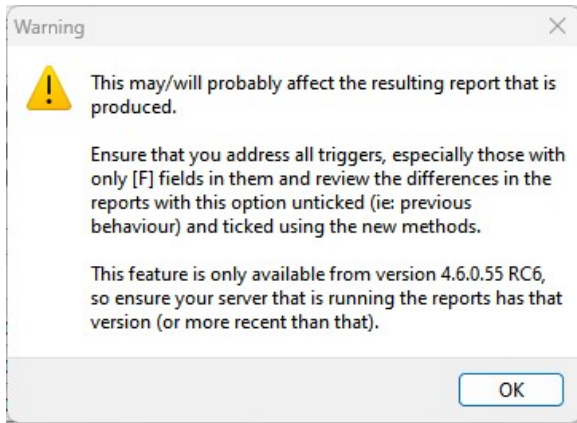 Warning
This may/will probably affect the resulting report that is
produced.
Ensure that you address all triggers, especially those with
only [F] fields in them and review the differences in the
reports with this option unticked (ie: previous
behaviour) and ticked using the new methods.
This feature is only available from version 4.6.0.55 RC6,
so ensure your server that is running the reports has that
version (or more recent than that).
OK